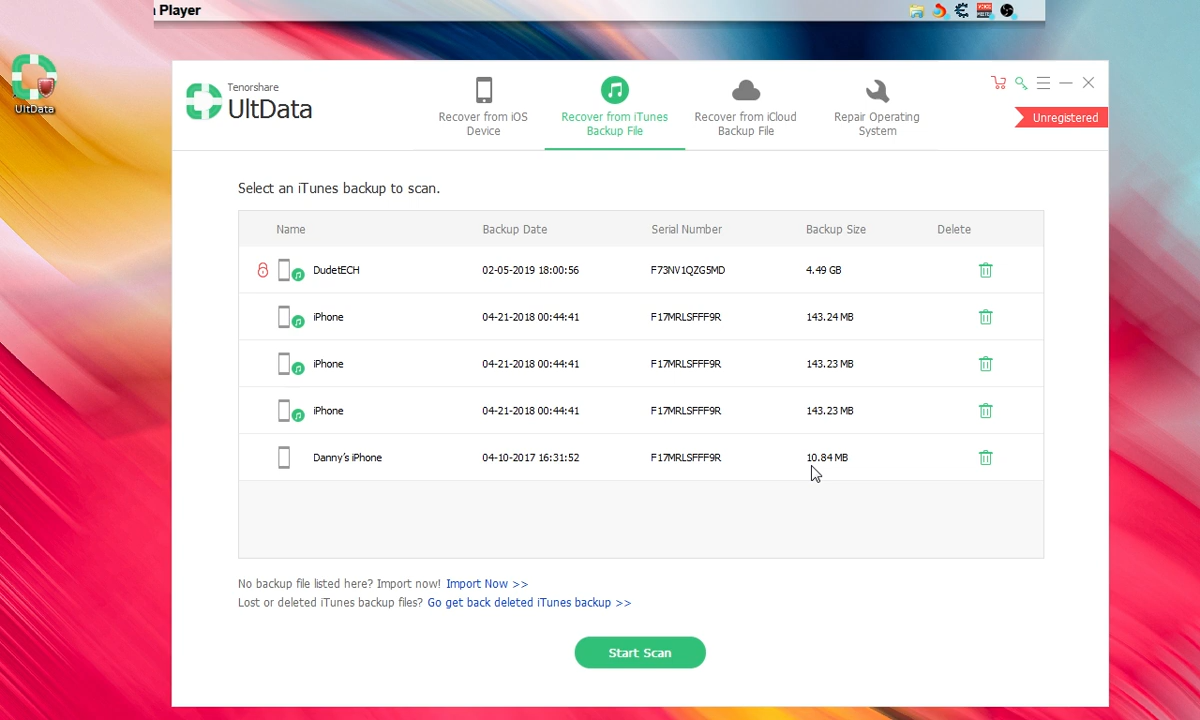 Player
UltData
Tenorshare
UltData
Recover from iOS
Device
Recover from iTunes
Backup File
Recover from iCloud
Backup File
Repair Operating
System
Unregistered
Select an iTunes backup to scan.
Name Backup Date Serial Number Backup Size Delete
DudetECH 02-05-2019 18:00:56 F73NV1QZG5MD 4.49 GB
iPhone 04-21-2018 00:44:41 F17MRLSFFF9R 143.24 MB
iPhone 04-21-2018 00:44:41 F17MRLSFFF9R 143.23 MB
iPhone 04-21-2018 00:44:41 F17MRLSFFF9R 143.23 MB
Danny's iPhone 04-10-2017 16:31:52 F17MRLSFFF9R 10.84 MB
No backup file listed here? Import now! Import Now >>
Lost or deleted iTunes backup files? Go get back deleted iTunes backup >>
Start Scan